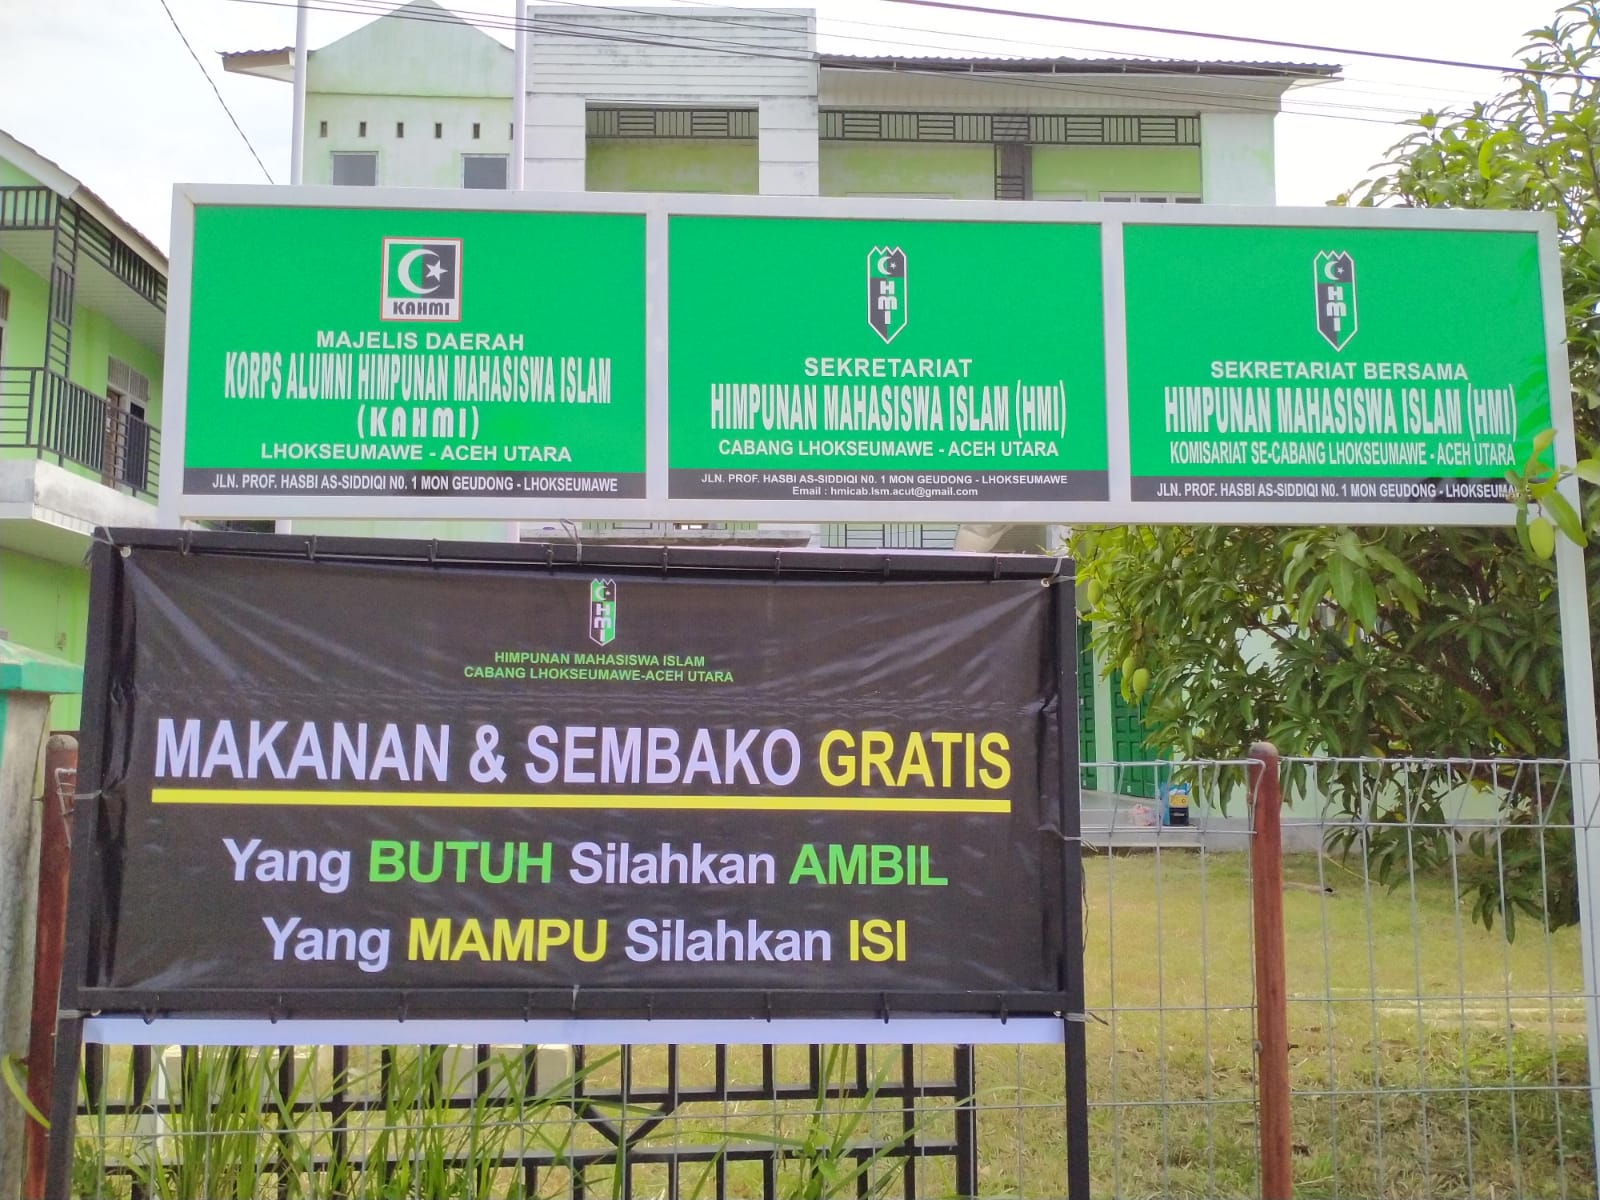 KAHMI
MAJELIS DAERAH
KORPS ALUMNI HIMPUNAN MAHASISWA ISLAM
(KAHMI)
LHOKSEUMAWE - ACEH UTARA
JLN. PROF. HASBI AS-SIDDIQI N0. 1 MON GEUDONG - LHOKSEUMAWE
HMI
SEKRETARIAT
HIMPUNAN MAHASISWA ISLAM (HMI)
CABANG LHOKSEUMAWE - ACEH UTARA
JLN. PROF. HASBI AS-SIDDIQI N0. 1 MON GEUDONG - LHOKSEUMAWE
Email : hmicab.lsm.acut@gmail.com
HMI
SEKRETARIAT BERSAMA
HIMPUNAN MAHASISWA ISLAM (HMI)
KOMISARIAT SE-CABANG LHOKSEUMAWE - ACEH UTARA
JLN. PROF. HASBI AS-SIDDIQI N0. 1 MON GEUDONG -
HMI
HIMPUNAN MAHASISWA ISLAM
CABANG LHOKSEUMAWE-ACEH UTARA
MAKANAN & SEMBAKO GRATIS
Yang BUTUH Silahkan AMBIL
Yang MAMPU Silahkan ISI